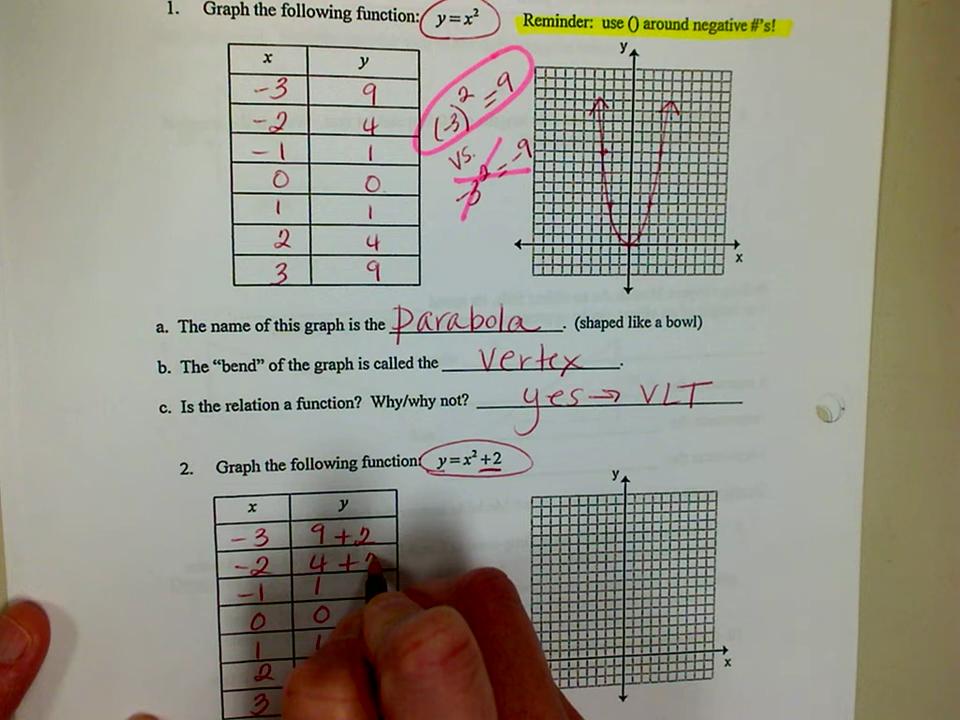 1. Graph the following function: y=x²
Reminder: use () around negative #'s!
x y
-3 9
-2 4
-1 1
0 0
1 1
2 4
3 9
(-3)² = 9
vs.
-3² = -9
y
x
a. The name of this graph is the parabola. (shaped like a bowl)
b. The “bend” of the graph is called the vertex.
c. Is the relation a function? Why/why not? yes → VLT
2. Graph the following function: y=x²+2
x y
-3 9+2
-2 4+2
-1 1
0 0
1 1
2
3
y
x